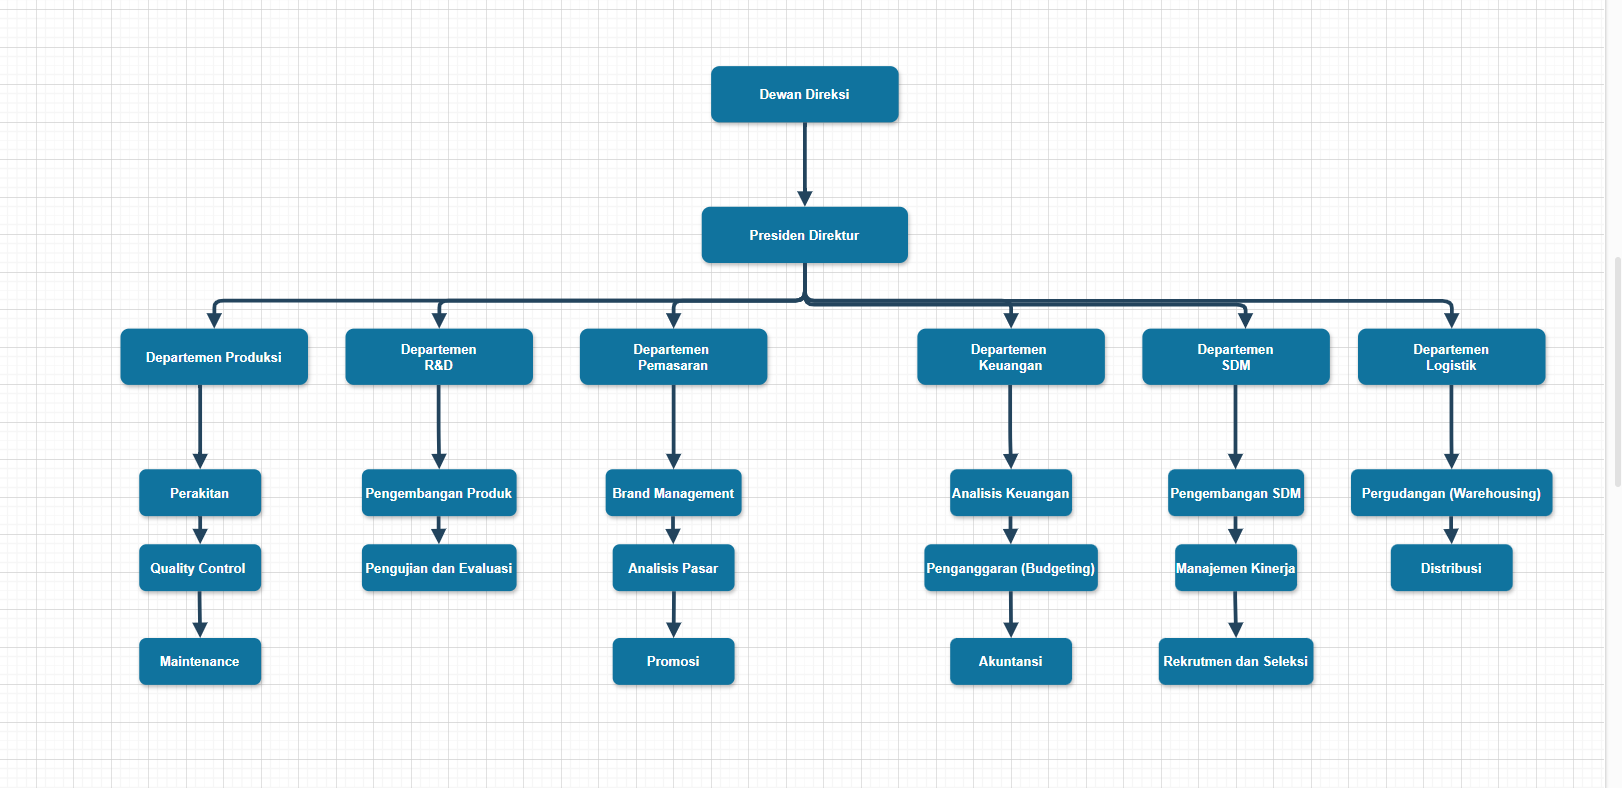 Dewan Direksi
Presiden Direktur
Departemen Produksi
Departemen
R&D
Departemen
Pemasaran
Departemen
Keuangan
Departemen
SDM
Departemen
Logistik
Perakitan
Pengembangan Produk
Brand Management
Analisis Keuangan
Pengembangan SDM
Pergudangan (Warehousing)
Quality Control
Pengujian dan Evaluasi
Analisis Pasar
Penganggaran (Budgeting)
Manajemen Kinerja
Distribusi
Maintenance
Promosi
Akuntansi
Rekrutmen dan Seleksi